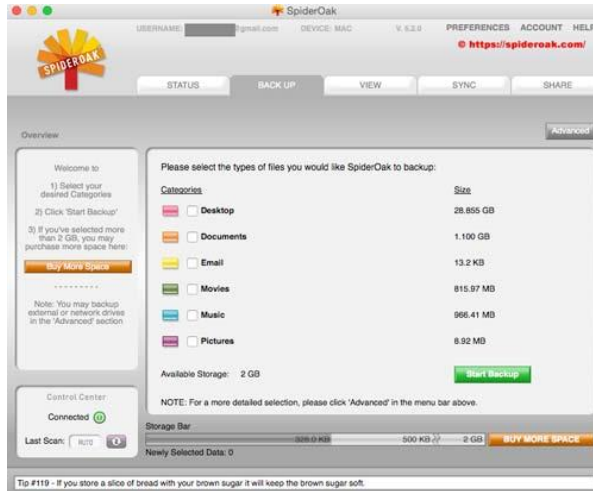 SpiderOak
USERNAME: @gmail.com DEVICE: MAC V. 5.2.0 PREFERENCES ACCOUNT HELP
© https://spideroak.com/
SPIDEROAK
STATUS BACK UP VIEW SYNC SHARE
Overview
Advanced
Welcome to
1) Select your
desired Categories
2) Click 'Start Backup'
3) If you've selected more
than 2 GB, you may
purchase more space here:
Buy More Space
Note: You may backup
external or network drives
in the 'Advanced' section
Please select the types of files you would like SpiderOak to backup:
Categories Size
Desktop 28.855 GB
Documents 1.100 GB
Email 13.2 KB
Movies 815.97 MB
Music 966.41 MB
Pictures 8.92 MB
Available Storage: 2 GB
Start Backup
NOTE: For a more detailed selection, please click 'Advanced' in the menu bar above.
Control Center
Connected
Last Scan: AUTO
Storage Bar
328.0 KB 500 KB 2 GB BUY MORE SPACE
Newly Selected Data: 0
Tip #119 - If you store a slice of bread with your brown sugar it will keep the brown sugar soft.